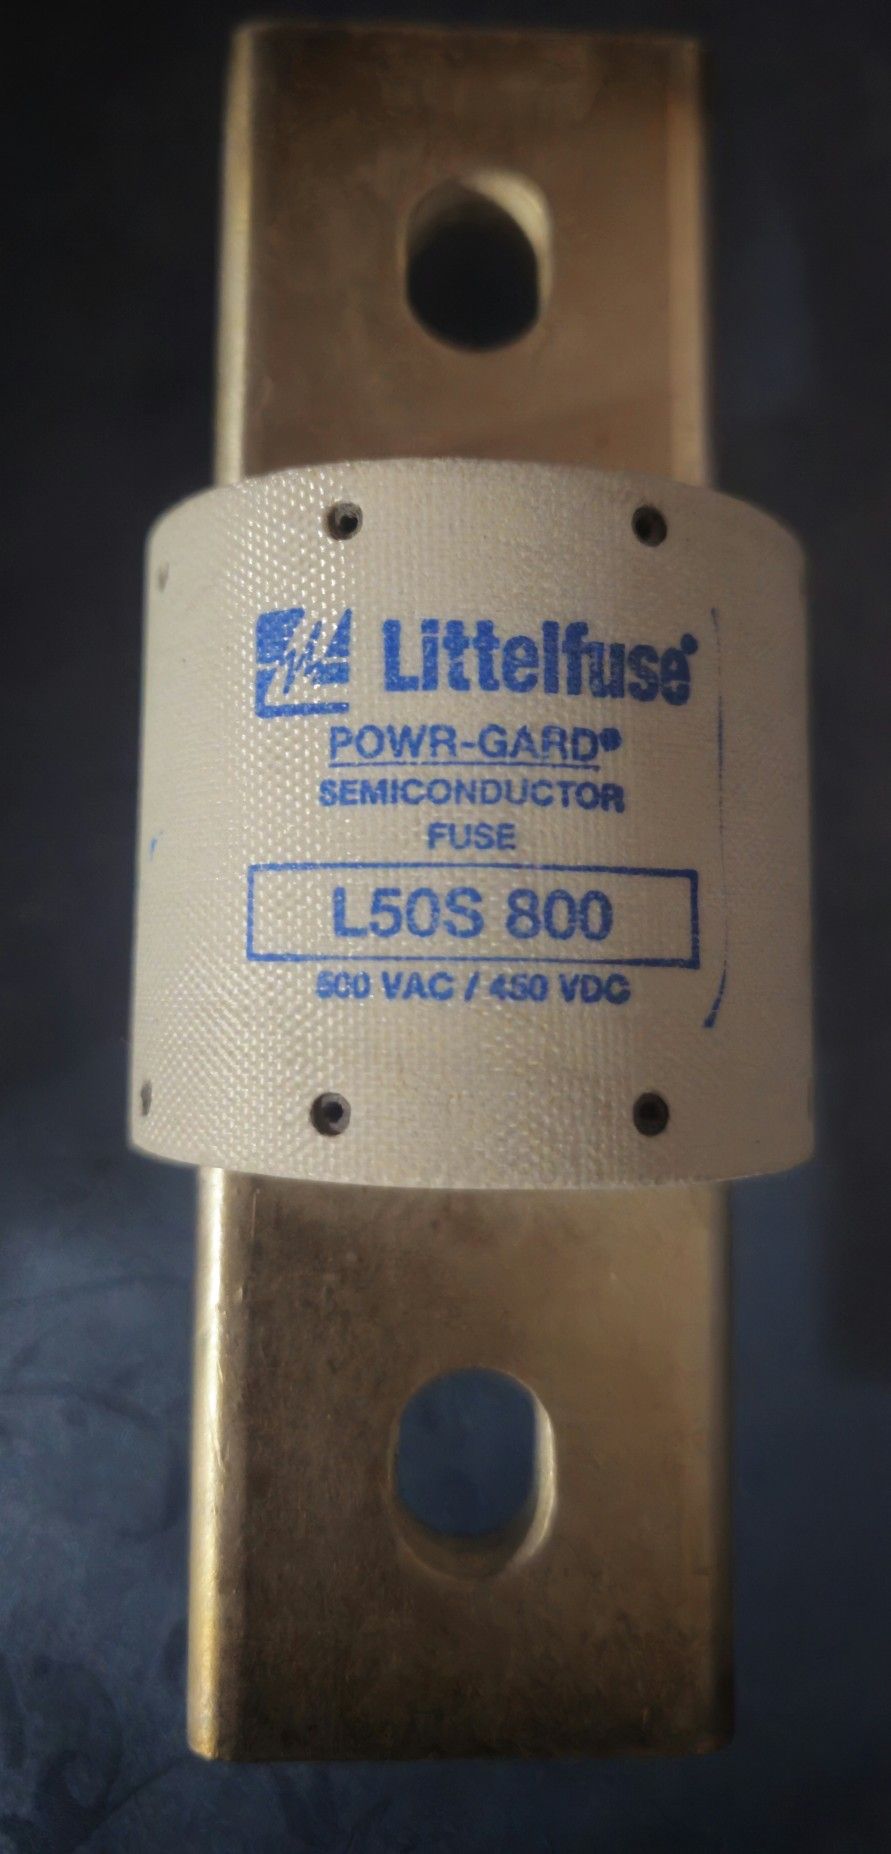 Littelfuse®
POWR-GARD®
SEMICONDUCTOR
FUSE
L50S 800
500 VAC / 450 VDC